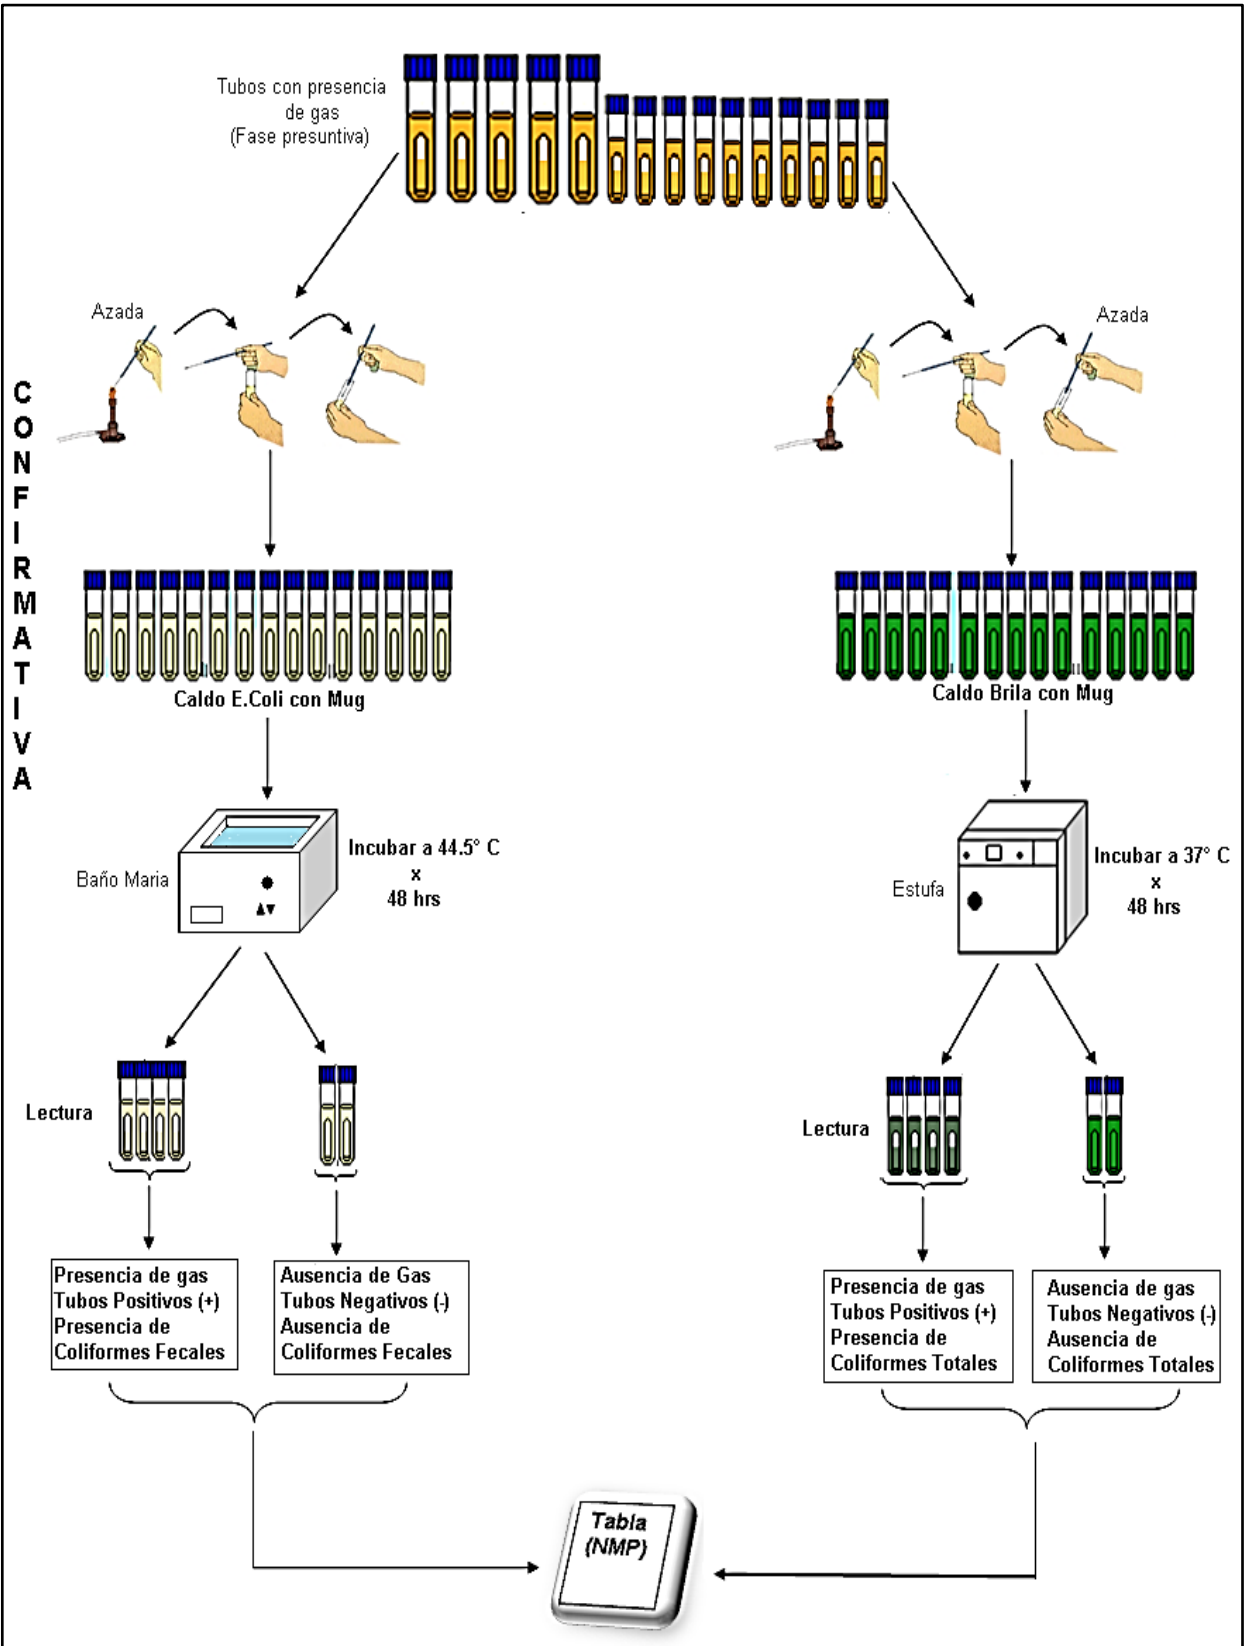 Tubos con presencia
de gas
(Fase presuntiva)
Azada
Azada
CONFIRMATIVA
Caldo E.Coli con Mug
Caldo Brila con Mug
Baño Maria
Incubar a 44.5° C
x
48 hrs
Estufa
Incubar a 37° C
x
48 hrs
Lectura
Lectura
Presencia de gas
Tubos Positivos (+)
Presencia de
Coliformes Fecales
Ausencia de Gas
Tubos Negativos (-)
Ausencia de
Coliformes Fecales
Presencia de gas
Tubos Positivos (+)
Presencia de
Coliformes Totales
Ausencia de gas
Tubos Negativos (-)
Ausencia de
Coliformes Totales
Tabla
(NMP)